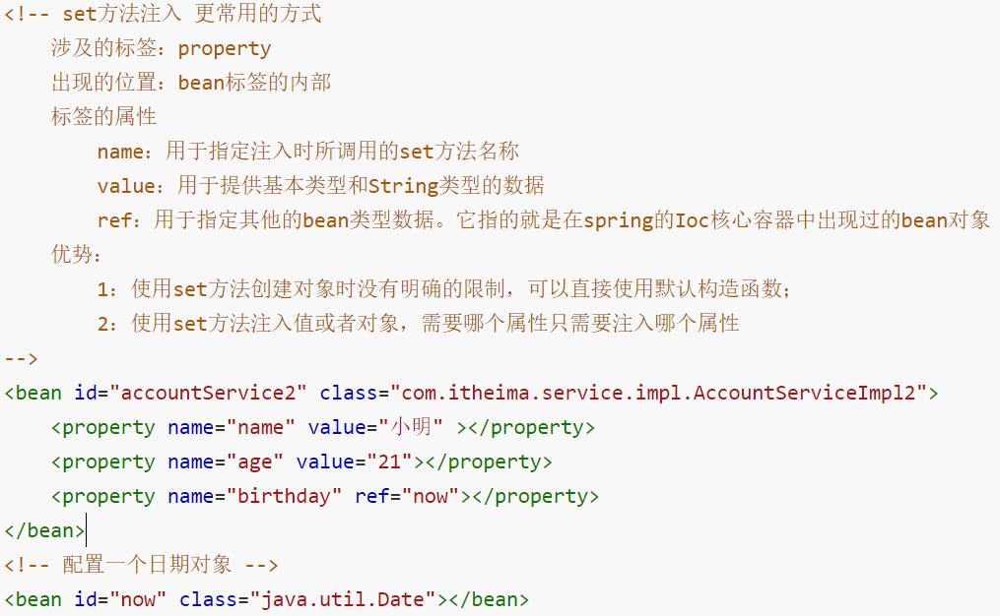 <!-- set方法注入 更常用的方式
涉及的标签：property
出现的位置：bean标签的内部
标签的属性
name：用于指定注入时所调用的set方法名称
value：用于提供基本类型和String类型的数据
ref：用于指定其他的bean类型数据。它指的就是在spring的Ioc核心容器中出现过的bean对象
优势：
1：使用set方法创建对象时没有明确的限制，可以直接使用默认构造函数；
2：使用set方法注入值或者对象，需要哪个属性只需要注入哪个属性
-->
<bean id="accountService2" class="com.itheima.service.impl.AccountServiceImpl2">
<property name="name" value="小明" ></property>
<property name="age" value="21"></property>
<property name="birthday" ref="now"></property>
</bean>
<!-- 配置一个日期对象 -->
<bean id="now" class="java.util.Date"></bean>